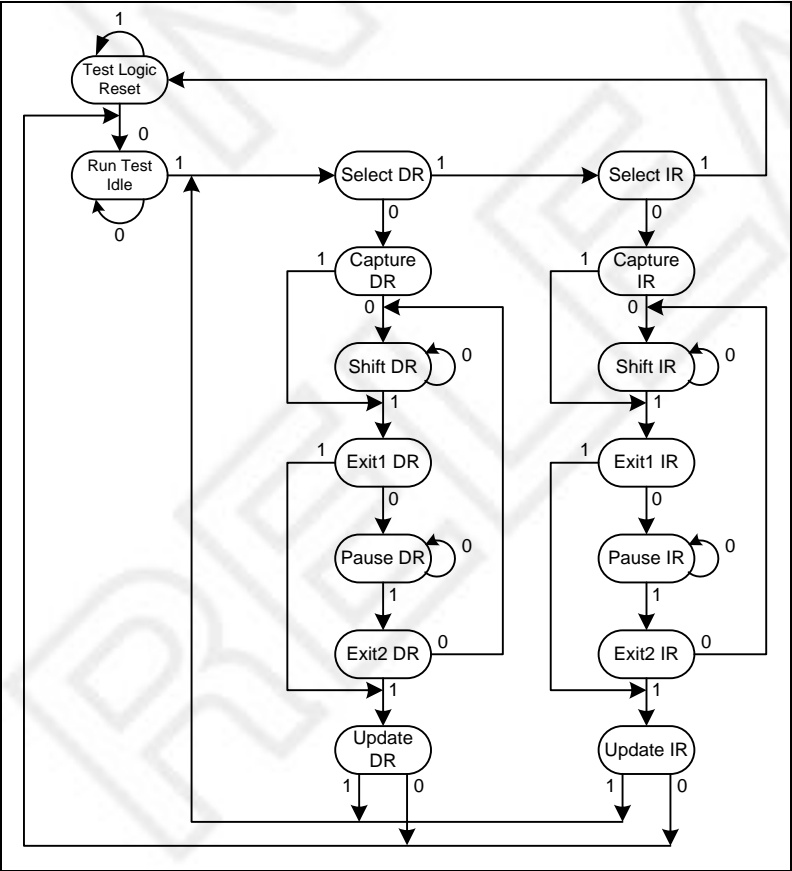 1
Test Logic
Reset
0
Run Test
Idle
1
0
Select DR
1
0
Select IR
1
0
Capture
DR
1
0
Capture
IR
1
0
Shift DR
0
1
Shift IR
0
1
Exit1 DR
1
0
Exit1 IR
1
0
Pause DR
0
1
Pause IR
0
1
Exit2 DR
0
1
Exit2 IR
0
1
Update
DR
1
0
Update IR
1
0